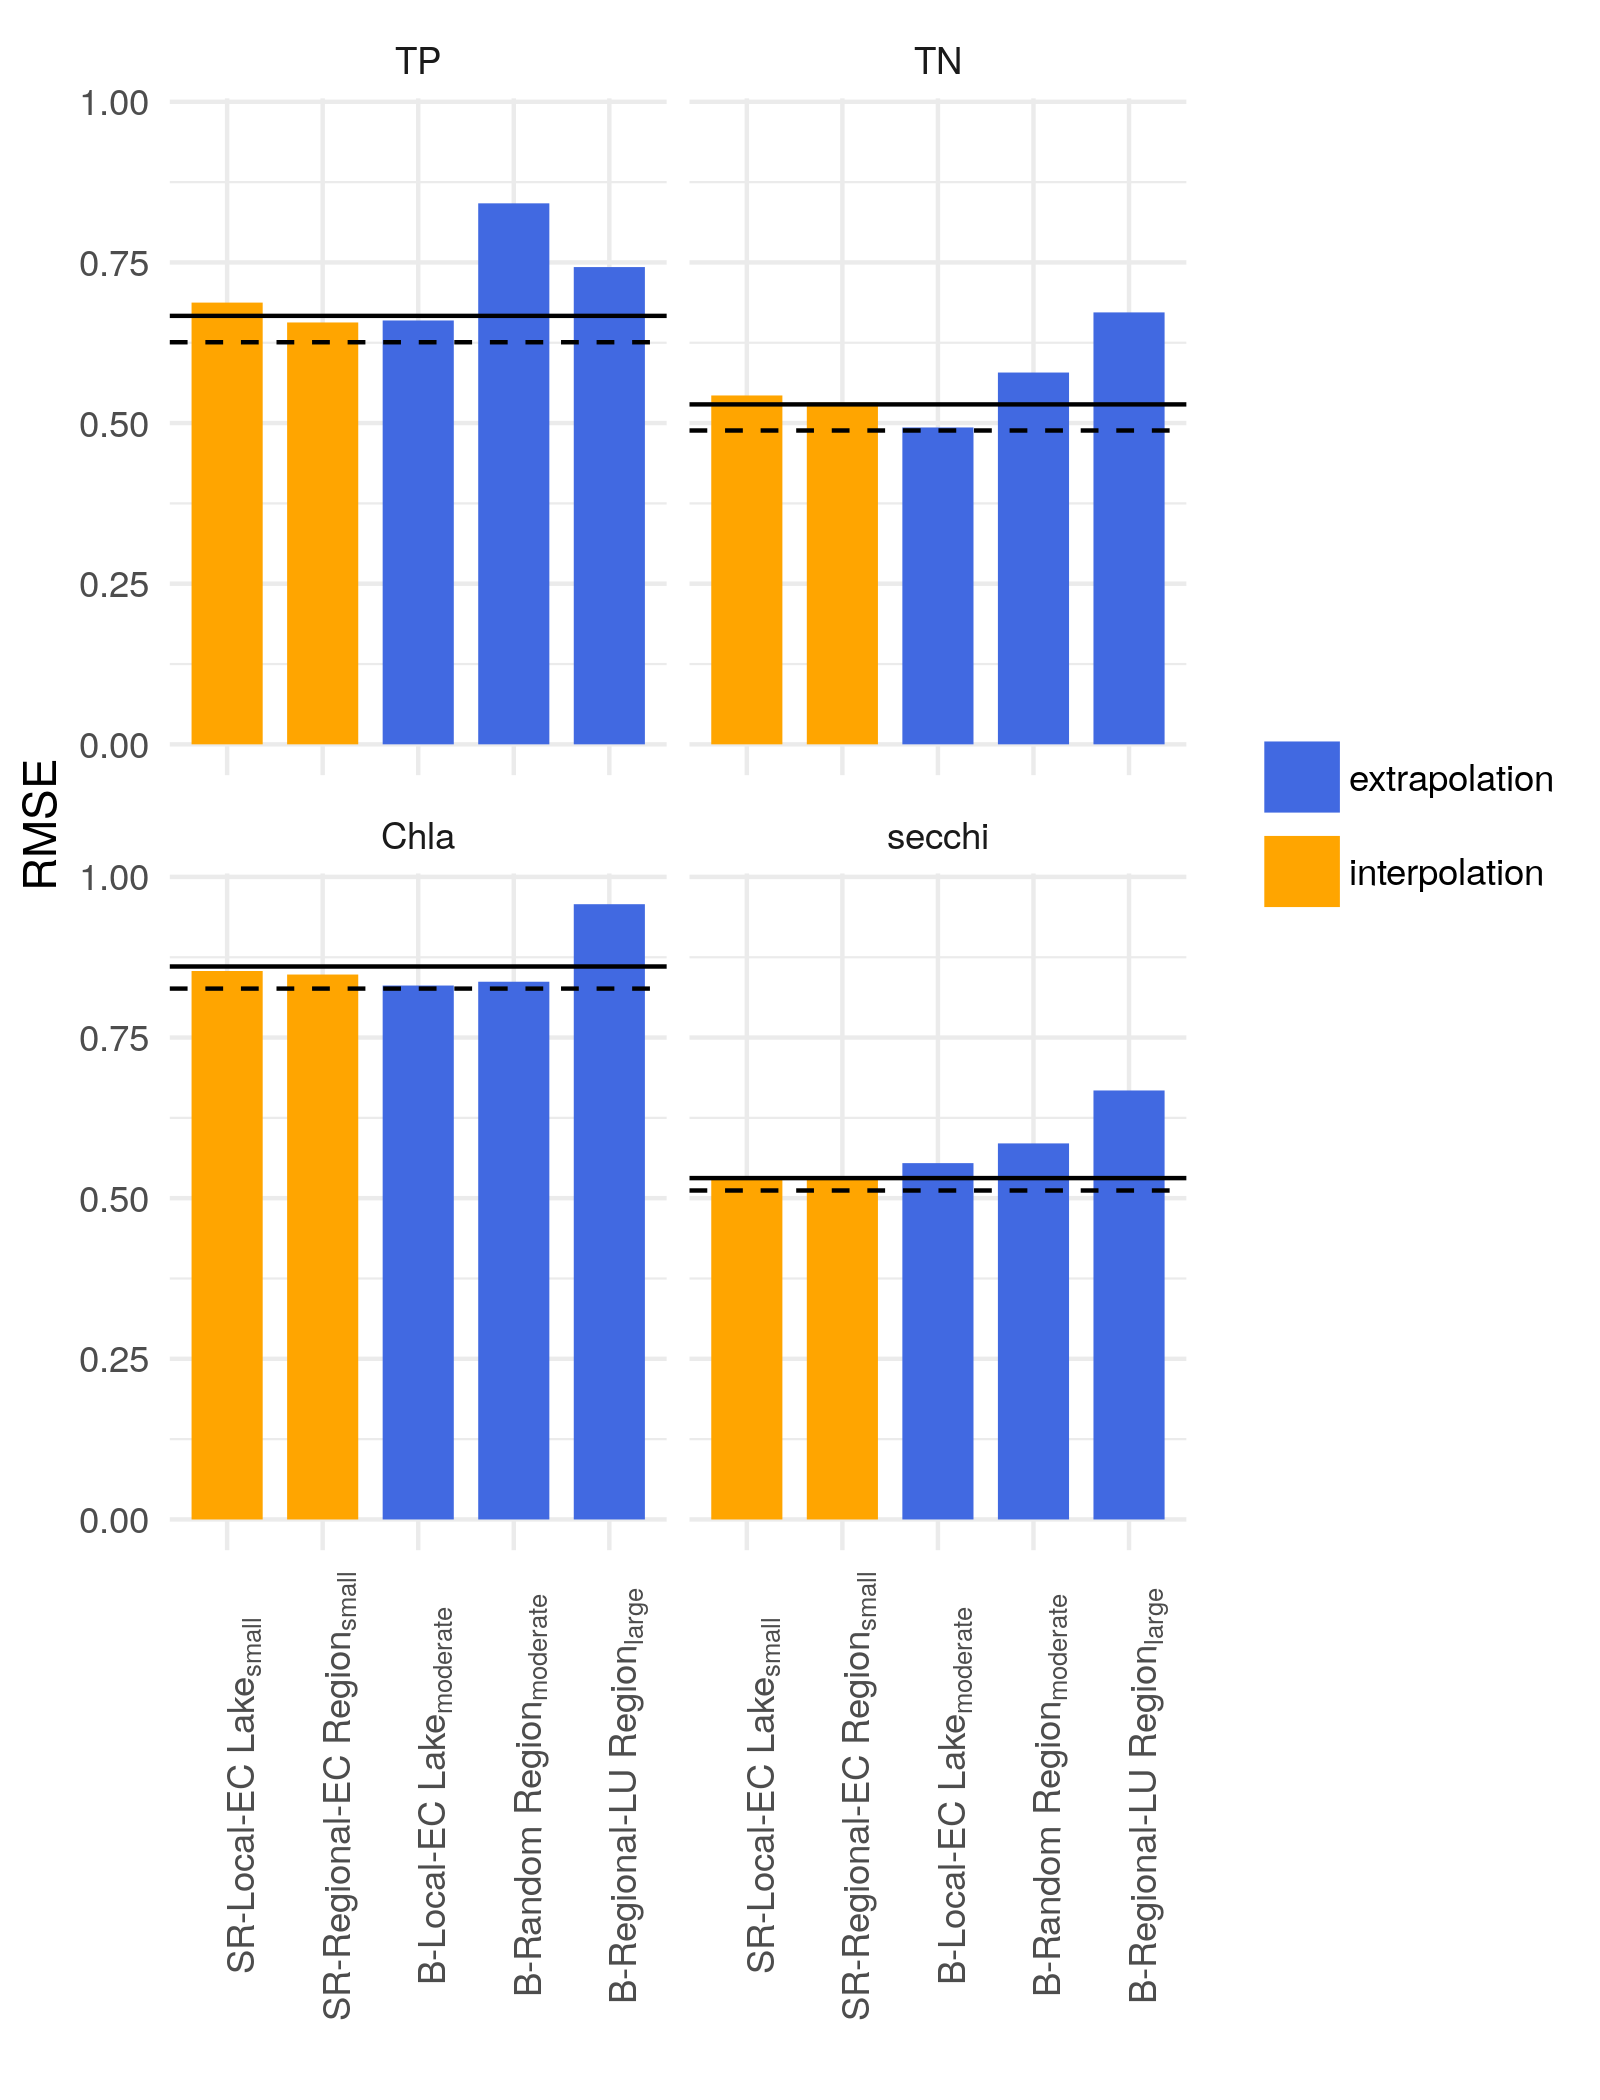 TP
TN
1.00
0.75
0.50
0.25
0.00
RMSE
extrapolation
interpolation
Chla
secchi
1.00
0.75
0.50
0.25
0.00
SR-Local-EC Lakesmall
SR-Regional-EC Regionsmall
B-Local-EC Lakemoderate
B-Random Regionmoderate
B-Regional-LU Regionlarge
SR-Local-EC Lakesmall
SR-Regional-EC Regionsmall
B-Local-EC Lakemoderate
B-Random Regionmoderate
B-Regional-LU Regionlarge